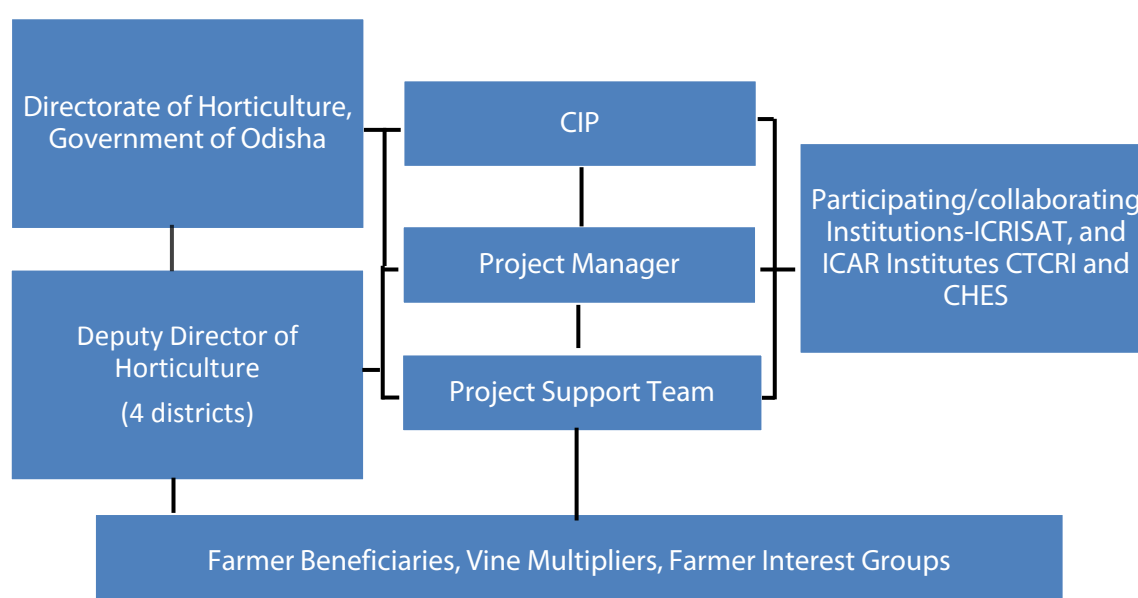 Directorate of Horticulture,
Government of Odisha
CIP
Participating/collaborating
Institutions-ICRISAT, and
ICAR Institutes CTCRI and
CHES
Project Manager
Deputy Director of
Horticulture
(4 districts)
Project Support Team
Farmer Beneficiaries, Vine Multipliers, Farmer Interest Groups